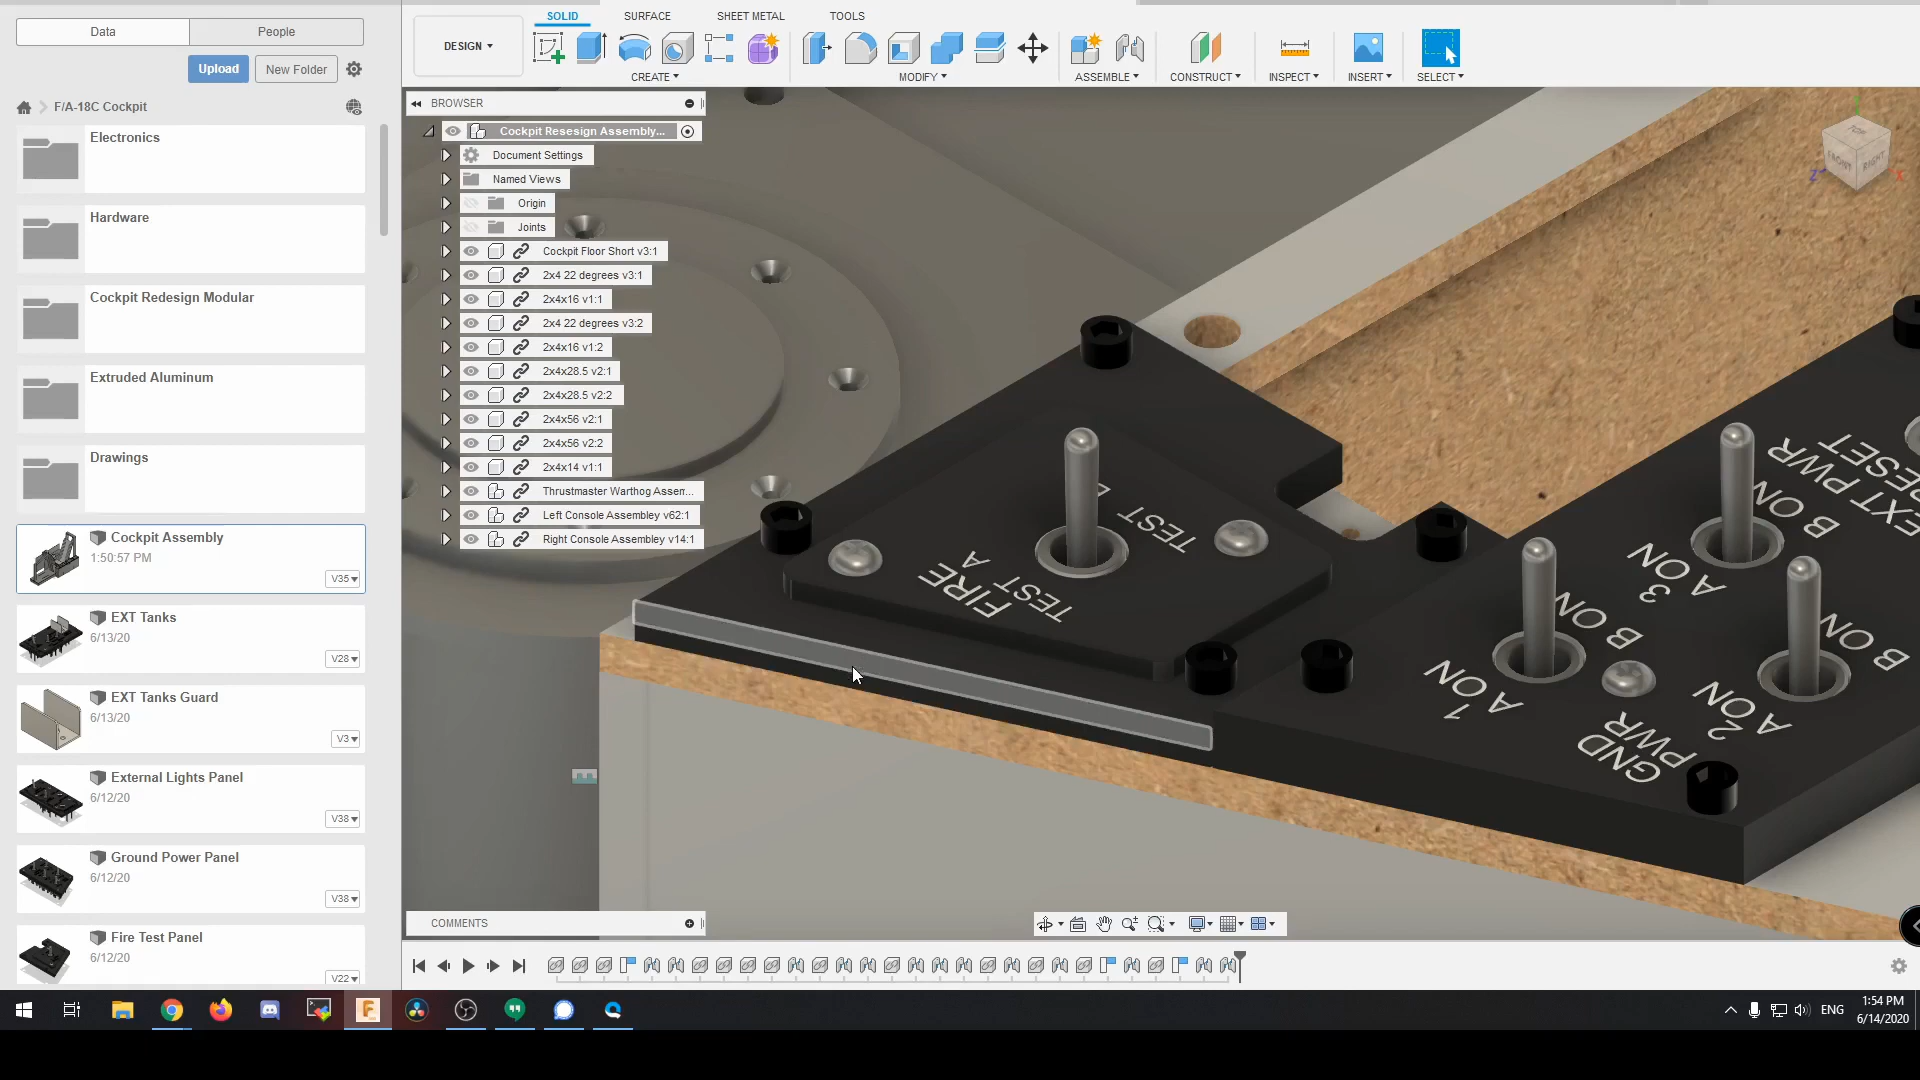 Data
People
SOLID
SURFACE
SHEET METAL
TOOLS
DESIGN
CREATE
MODIFY
ASSEMBLE
CONSTRUCT
INSPECT
INSERT
SELECT
Upload
New Folder
F/A-18C Cockpit
Electronics
Hardware
Cockpit Redesign Modular
Extruded Aluminum
Drawings
Cockpit Assembly
1:50:57 PM
V35
EXT Tanks
6/13/20
V28
EXT Tanks Guard
6/13/20
V3
External Lights Panel
6/12/20
V38
Ground Power Panel
6/12/20
V38
Fire Test Panel
6/12/20
V22
BROWSER
Cockpit Resesign Assembly...
Document Settings
Named Views
Origin
Joints
Cockpit Floor Short v3:1
2x4 22 degrees v3:1
2x4x16 v1:1
2x4 22 degrees v3:2
2x4x16 v1:2
2x4x28.5 v2:1
2x4x28.5 v2:2
2x4x56 v2:1
2x4x56 v2:2
2x4x14 v1:1
Thrustmaster Warthog Assem...
Left Console Assembley v62:1
Right Console Assembley v14:1
TOP
FRONT
RIGHT
Z
X
FIRE
TEST A
TEST
EXT PWR
RESET
B ON
3
A ON
B ON
1
A ON
B ON
2
A ON
GND
PWR
COMMENTS
ENG
1:54 PM
6/14/2020